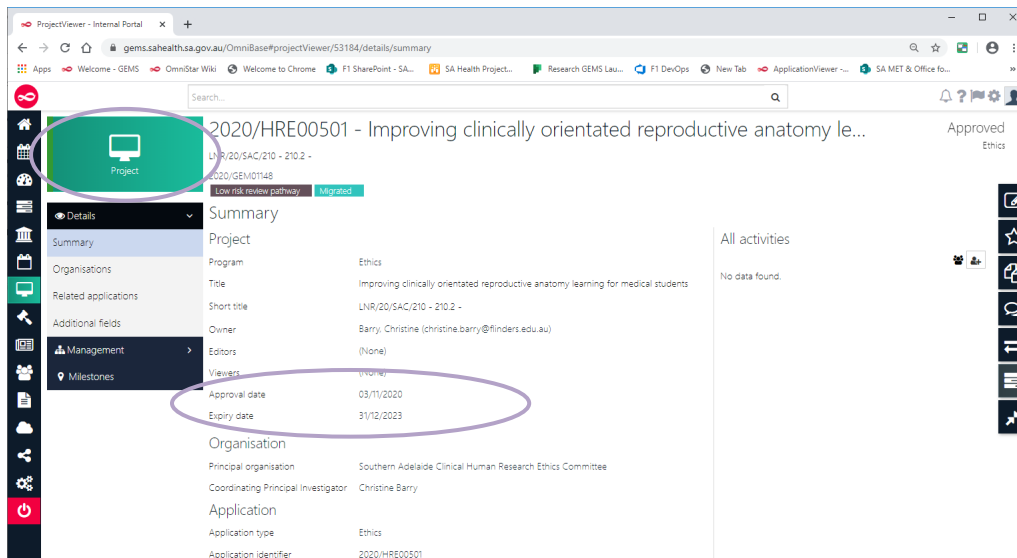 ProjectViewer - Internal Portal
gems.sahealth.sa.gov.au/OmniBase#projectViewer/53184/details/summary
Apps Welcome - GEMS OmniStar Wiki Welcome to Chrome F1 SharePoint - SA... SA Health Project... Research GEMS Lau... F1 DevOps New Tab ApplicationViewer -... SA MET & Office fo...
Search...
Project
2020/HRE00501 - Improving clinically orientated reproductive anatomy le...
Approved
Ethics
LNR/20/SAC/210 - 210.2 -
2020/GEM01148
Low risk review pathway Migrated
Details
Summary
Organisations
Related applications
Additional fields
Management
Milestones
Summary
Project
Program Ethics
Title Improving clinically orientated reproductive anatomy learning for medical students
Short title LNR/20/SAC/210 - 210.2 -
Owner Barry, Christine (christine.barry@flinders.edu.au)
Editors (None)
Viewers (None)
Approval date 03/11/2020
Expiry date 31/12/2023
Organisation
Principal organisation Southern Adelaide Clinical Human Research Ethics Committee
Coordinating Principal Investigator Christine Barry
Application
Application type Ethics
Application identifier 2020/HRE00501
All activities
No data found.